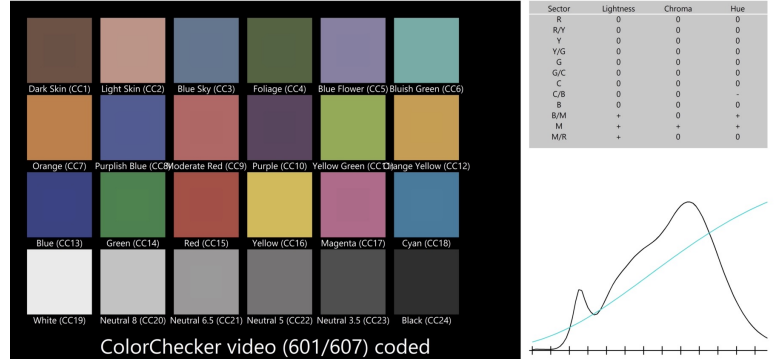 Dark Skin (CC1) Light Skin (CC2) Blue Sky (CC3) Foliage (CC4) Blue Flower (CC5) Bluish Green (CC6)
Orange (CC7) Purplish Blue (CC8) Moderate Red (CC9) Purple (CC10) Yellow Green (CC11) Orange Yellow (CC12)
Blue (CC13) Green (CC14) Red (CC15) Yellow (CC16) Magenta (CC17) Cyan (CC18)
White (CC19) Neutral 8 (CC20) Neutral 6.5 (CC21) Neutral 5 (CC22) Neutral 3.5 (CC23) Black (CC24)
ColorChecker video (601/607) coded
Sector Lightness Chroma Hue
R 0 0 0
R/Y 0 0 0
Y 0 0 0
Y/G 0 0 0
G 0 0 0
G/C 0 0 0
C 0 0 0
C/B 0 0 -
B 0 0 0
B/M + 0 +
M + + +
M/R + 0 0